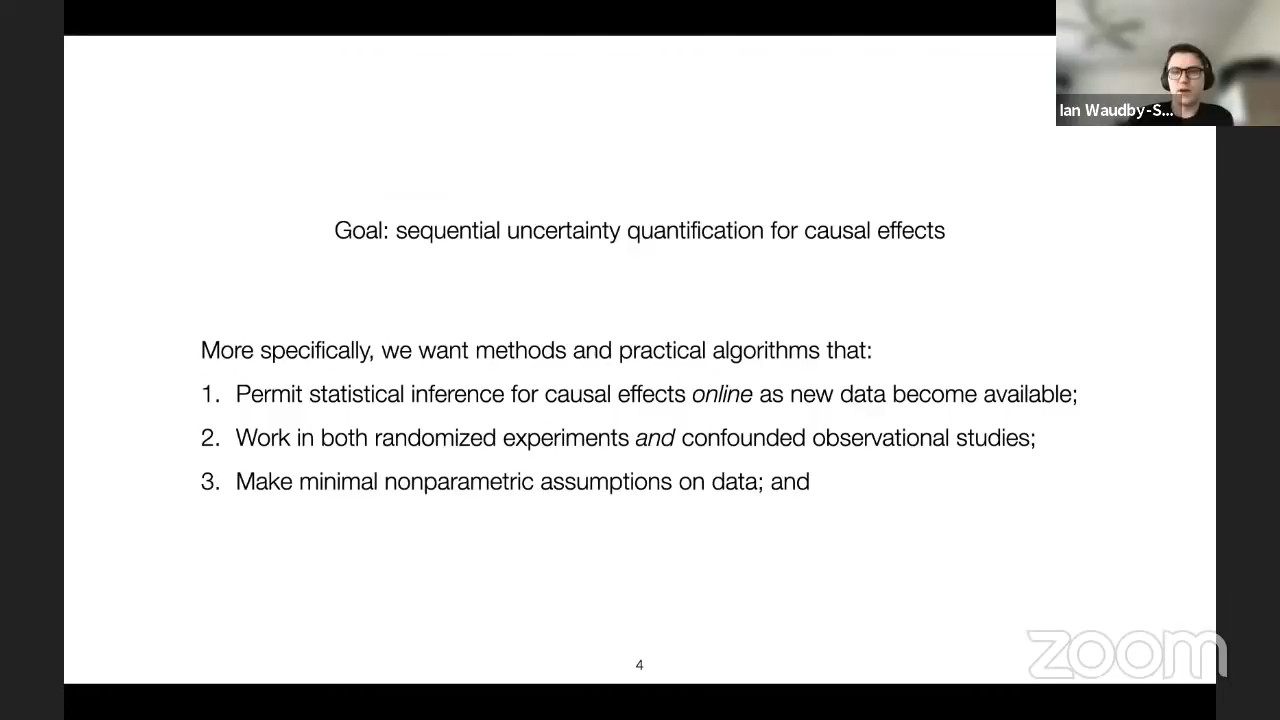 Ian Waudby-S...
Goal: sequential uncertainty quantification for causal effects
More specifically, we want methods and practical algorithms that:
1. Permit statistical inference for causal effects online as new data become available;
2. Work in both randomized experiments and confounded observational studies;
3. Make minimal nonparametric assumptions on data; and
4
zoom